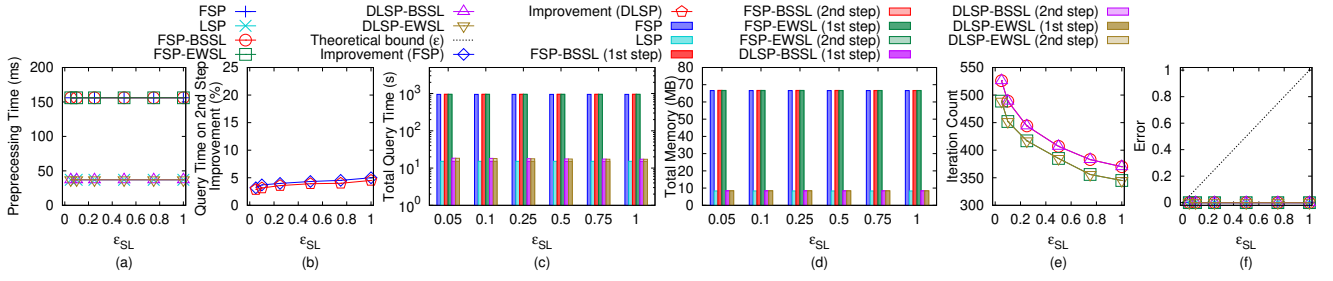 FSP
LSP
FSP-BSSL
FSP-EWSL
DLSP-BSSL
DLSP-EWSL
Theoretical bound (ε)
Improvement (FSP)
Improvement (DLSP)
FSP
LSP
FSP-BSSL (1st step)
FSP-BSSL (2nd step)
FSP-EWSL (1st step)
FSP-EWSL (2nd step)
DLSP-BSSL (1st step)
DLSP-BSSL (2nd step)
DLSP-EWSL (1st step)
DLSP-EWSL (2nd step)
Preprecessing Time (ms)
200
150
100
50
0
0 0.2 0.4 0.6 0.8 1
εSL
(a)
Query Time on 2nd Step
Improvement (%)
25
20
15
10
5
0
0 0.2 0.4 0.6 0.8 1
εSL
(b)
Total Query Time (s)
10^3
10^2
10^1
10^0
0.05 0.1 0.25 0.5 0.75 1
εSL
(c)
Total Memory (MB)
80
70
60
50
40
30
20
10
0
0.05 0.1 0.25 0.5 0.75 1
εSL
(d)
Iteration Count
550
500
450
400
350
300
0 0.2 0.4 0.6 0.8 1
εSL
(e)
Error
1
0.8
0.6
0.4
0.2
0
0 0.2 0.4 0.6 0.8 1
εSL
(f)